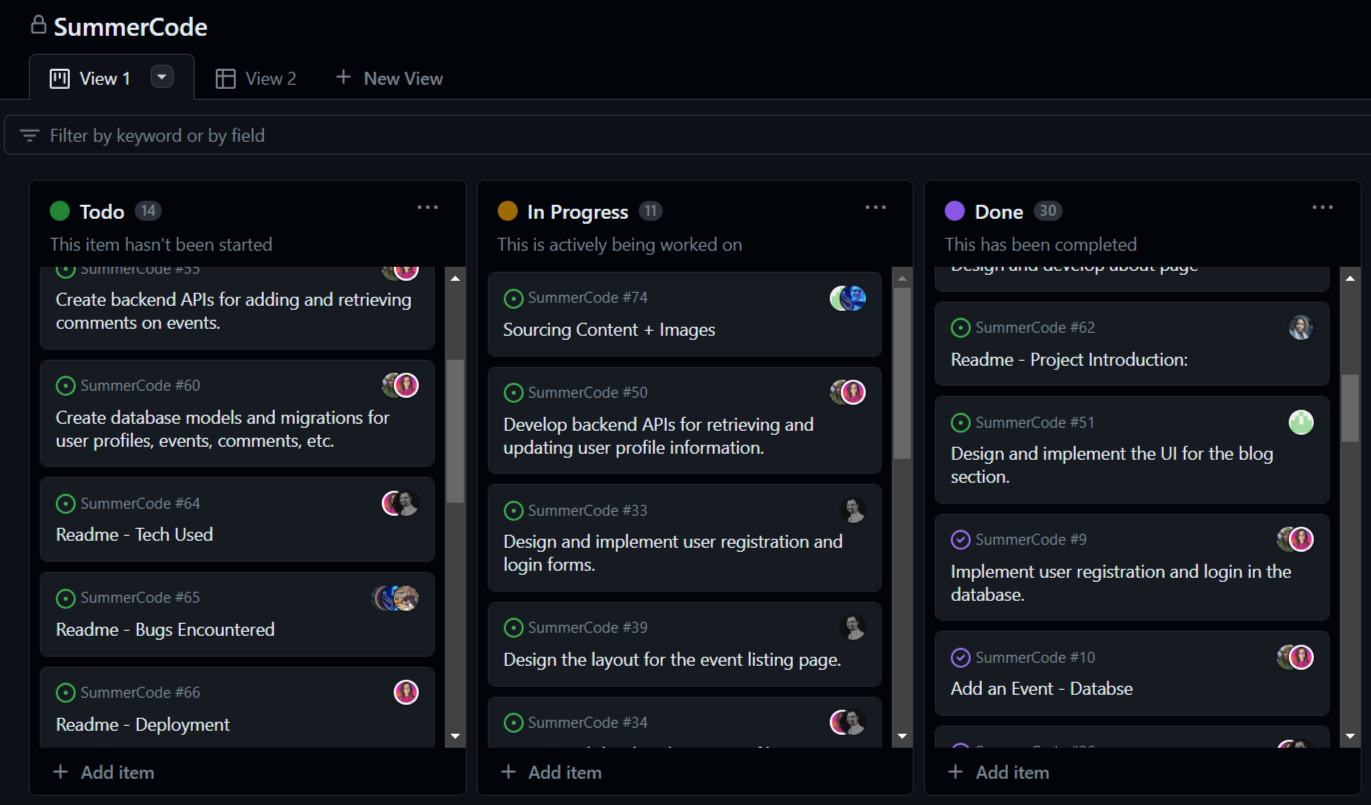 SummerCode
View 1
View 2
New View
Filter by keyword or by field
Todo 14
This item hasn't been started
SummerCode #55
Create backend APIs for adding and retrieving
comments on events.
SummerCode #60
Create database models and migrations for
user profiles, events, comments, etc.
SummerCode #64
Readme - Tech Used
SummerCode #65
Readme - Bugs Encountered
SummerCode #66
Readme - Deployment
Add item
In Progress 11
This is actively being worked on
SummerCode #74
Sourcing Content + Images
SummerCode #50
Develop backend APIs for retrieving and
updating user profile information.
SummerCode #33
Design and implement user registration and
login forms.
SummerCode #39
Design the layout for the event listing page.
SummerCode #34
Add item
Done 30
This has been completed
Design and develop about page
SummerCode #62
Readme - Project Introduction:
SummerCode #51
Design and implement the UI for the blog
section.
SummerCode #9
Implement user registration and login in the
database.
SummerCode #10
Add an Event - Databse
Add item